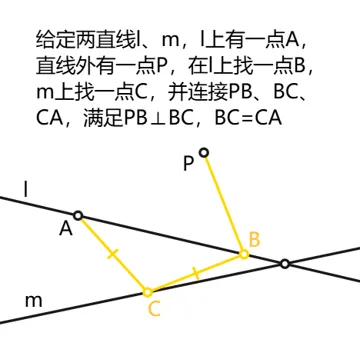 给定两直线l、m，l上有一点A，
直线外有一点P，在l上找一点B，
m上找一点C，并连接PB、BC、
CA，满足PB⊥BC，BC=CA
P
l
A
B
m
C